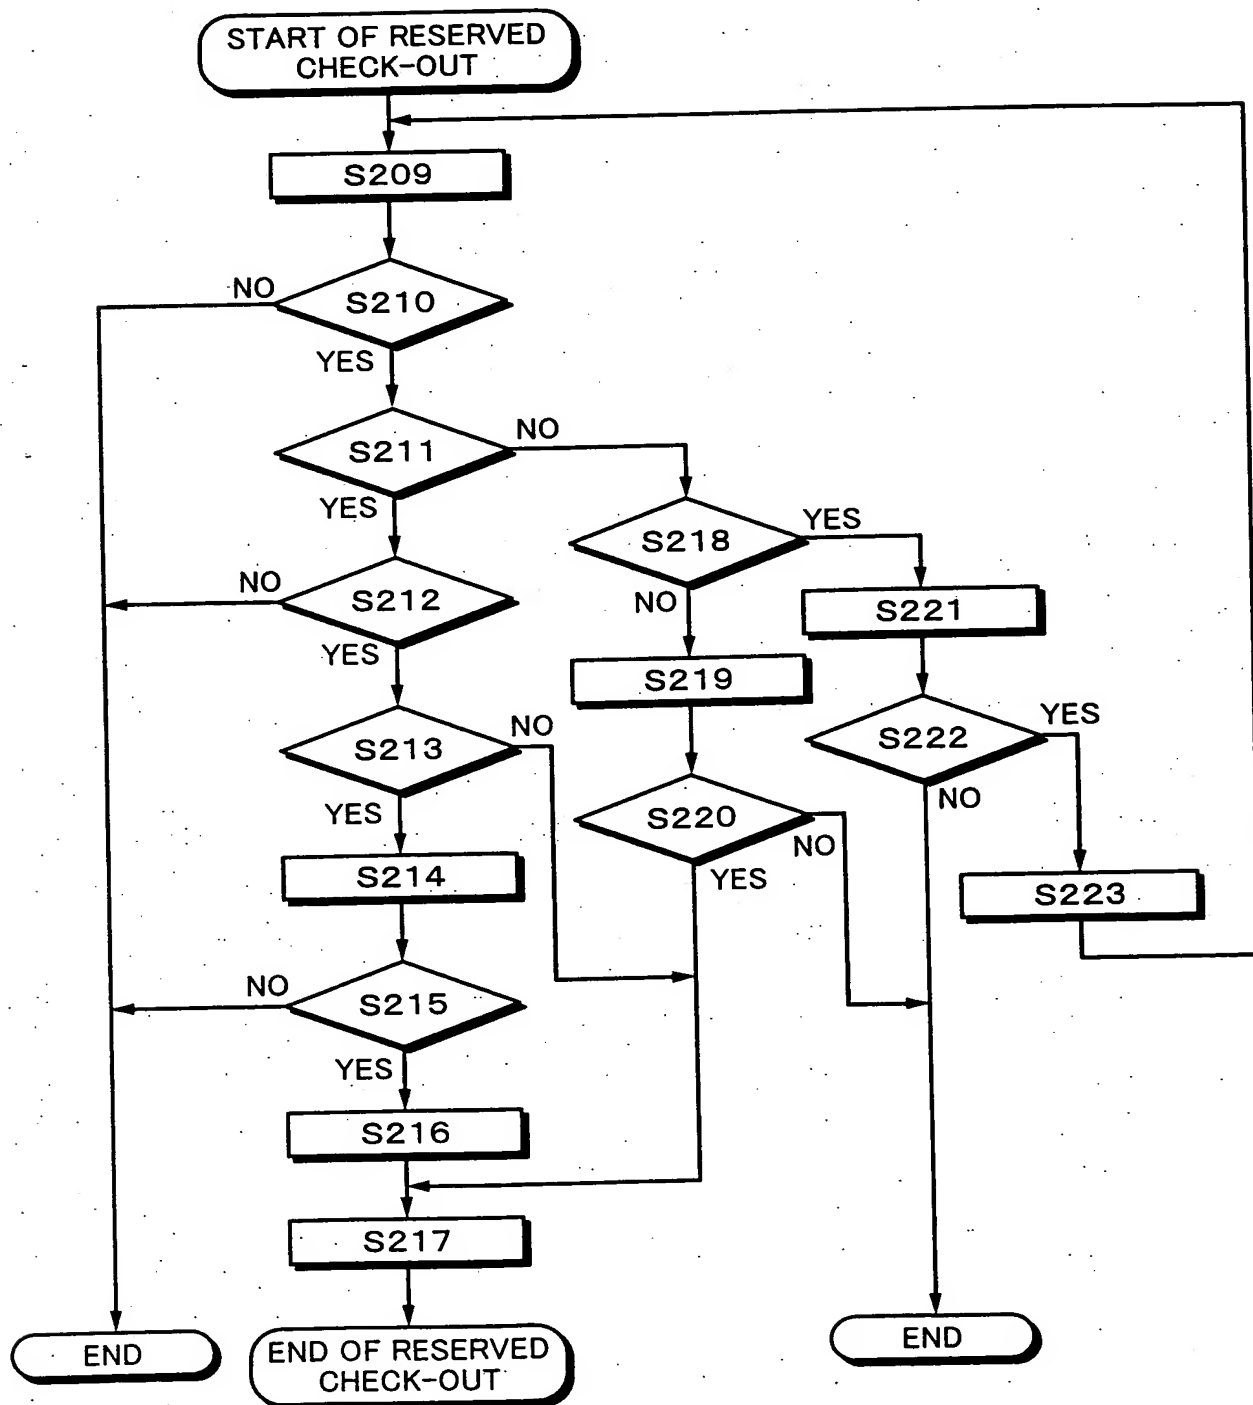 START OF RESERVED
CHECK-OUT
S209
NO
S210
YES
S211
NO
YES
S218
YES
NO
S212
NO
YES
S221
S219
S213
NO
YES
S222
YES
NO
S220
NO
YES
S214
S223
NO
S215
YES
S216
S217
END
END OF RESERVED
CHECK-OUT
END